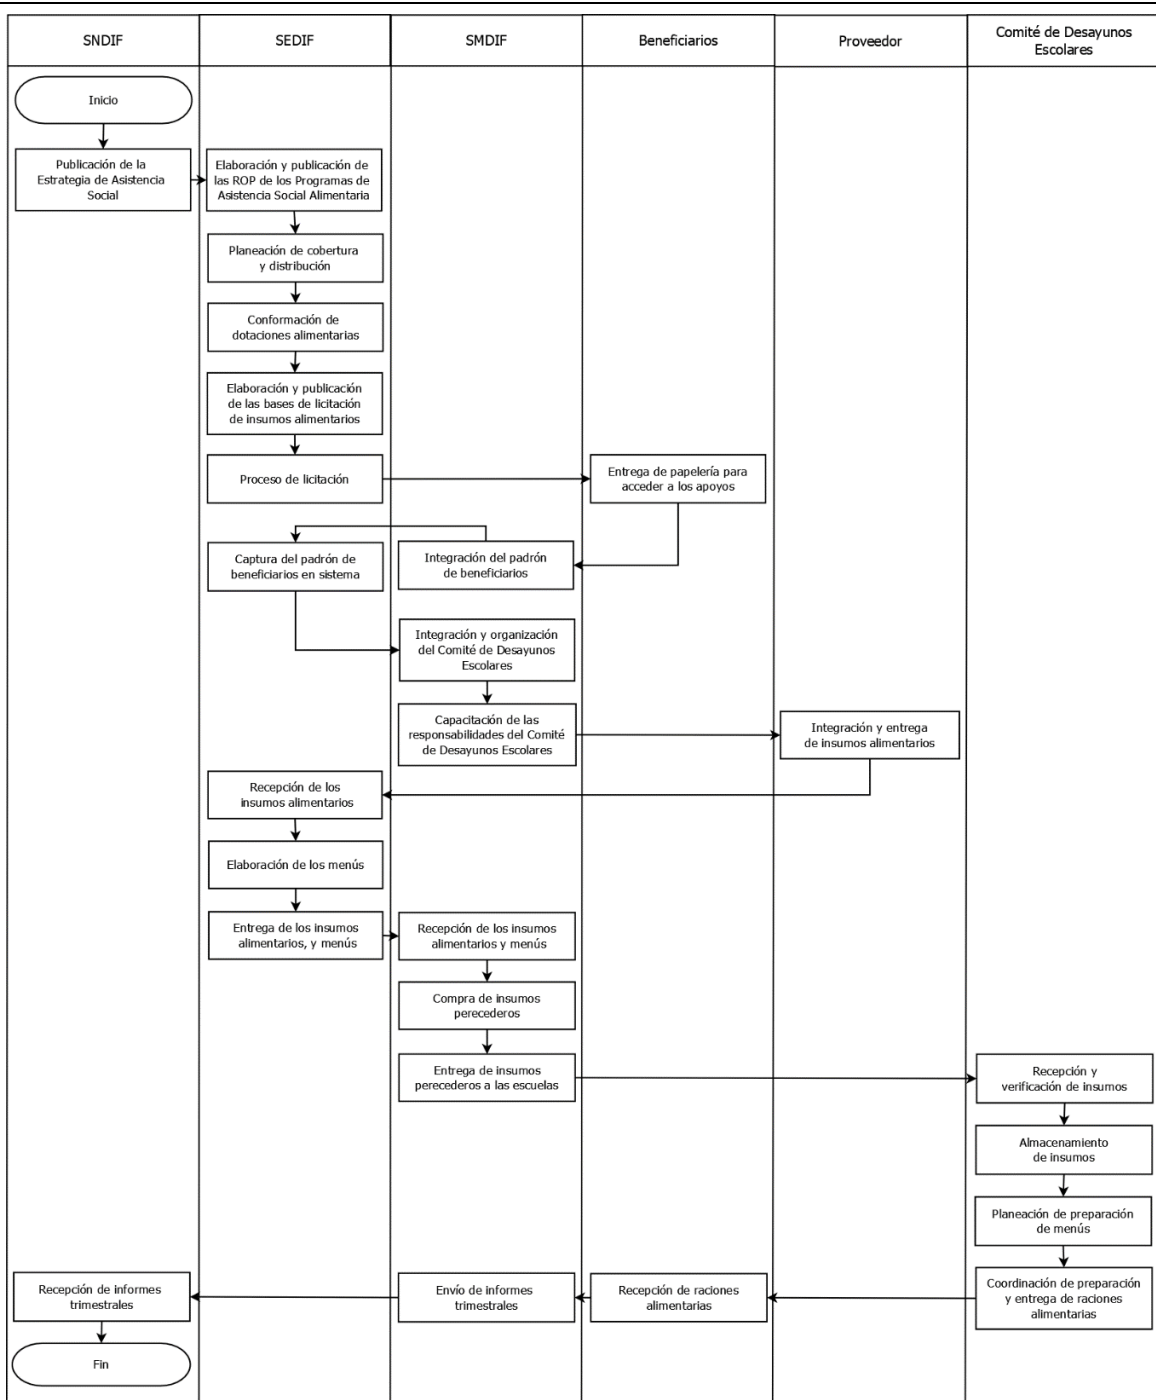 SNDIF
SEDIF
SMDIF
Beneficiarios
Proveedor
Comité de Desayunos
Escolares
Inicio
Publicación de la
Estrategia de Asistencia
Social
Elaboración y publicación de
las ROP de los Programas de
Asistencia Social Alimentaria
Planeación de cobertura
y distribución
Conformación de
dotaciones alimentarias
Elaboración y publicación
de las bases de licitación
de insumos alimentarios
Proceso de licitación
Entrega de papelería para
acceder a los apoyos
Captura del padrón de
beneficiarios en sistema
Integración del padrón
de beneficiarios
Integración y organización
del Comité de Desayunos
Escolares
Capacitación de las
responsabilidades del Comité
de Desayunos Escolares
Integración y entrega
de insumos alimentarios
Recepción de los
insumos alimentarios
Elaboración de los menús
Entrega de los insumos
alimentarios, y menús
Recepción de los insumos
alimentarios y menús
Compra de insumos
perecederos
Entrega de insumos
perecederos a las escuelas
Recepción y
verificación de insumos
Almacenamiento
de insumos
Planeación de preparación
de menús
Coordinación de preparación
y entrega de raciones
alimentarias
Recepción de raciones
alimentarias
Envío de informes
trimestrales
Recepción de informes
trimestrales
Fin